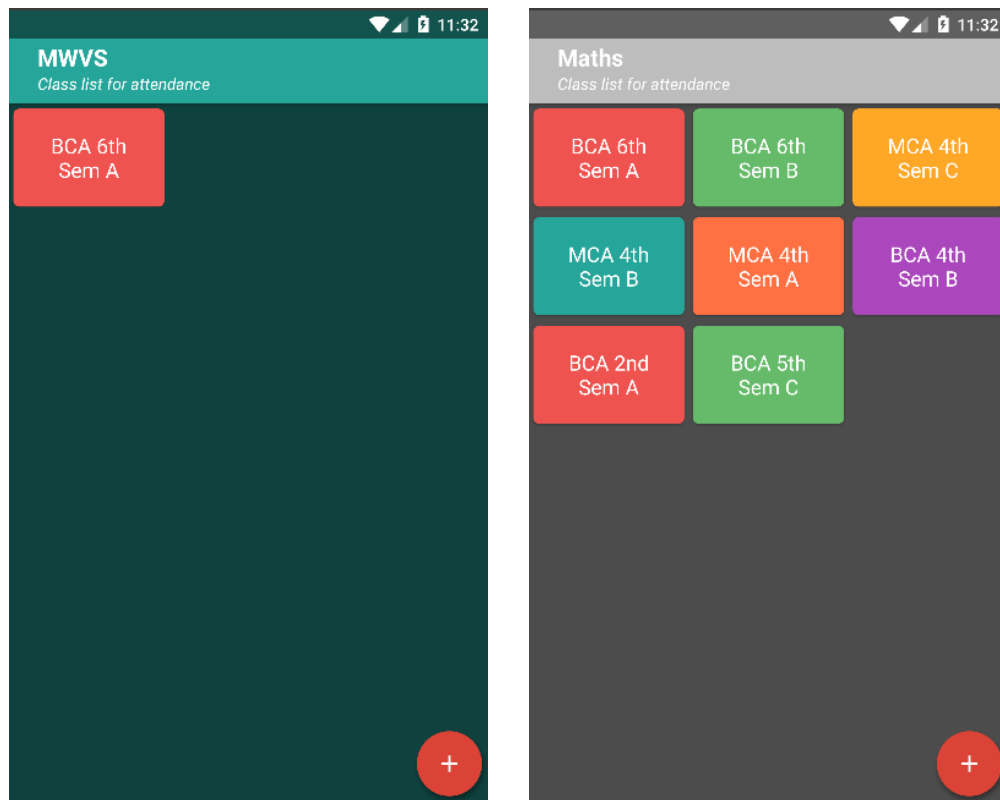 11:32
MWVS
Class list for attendance
BCA 6th
Sem A
+
11:32
Maths
Class list for attendance
BCA 6th
Sem A
BCA 6th
Sem B
MCA 4th
Sem C
MCA 4th
Sem B
MCA 4th
Sem A
BCA 4th
Sem B
BCA 2nd
Sem A
BCA 5th
Sem C
+